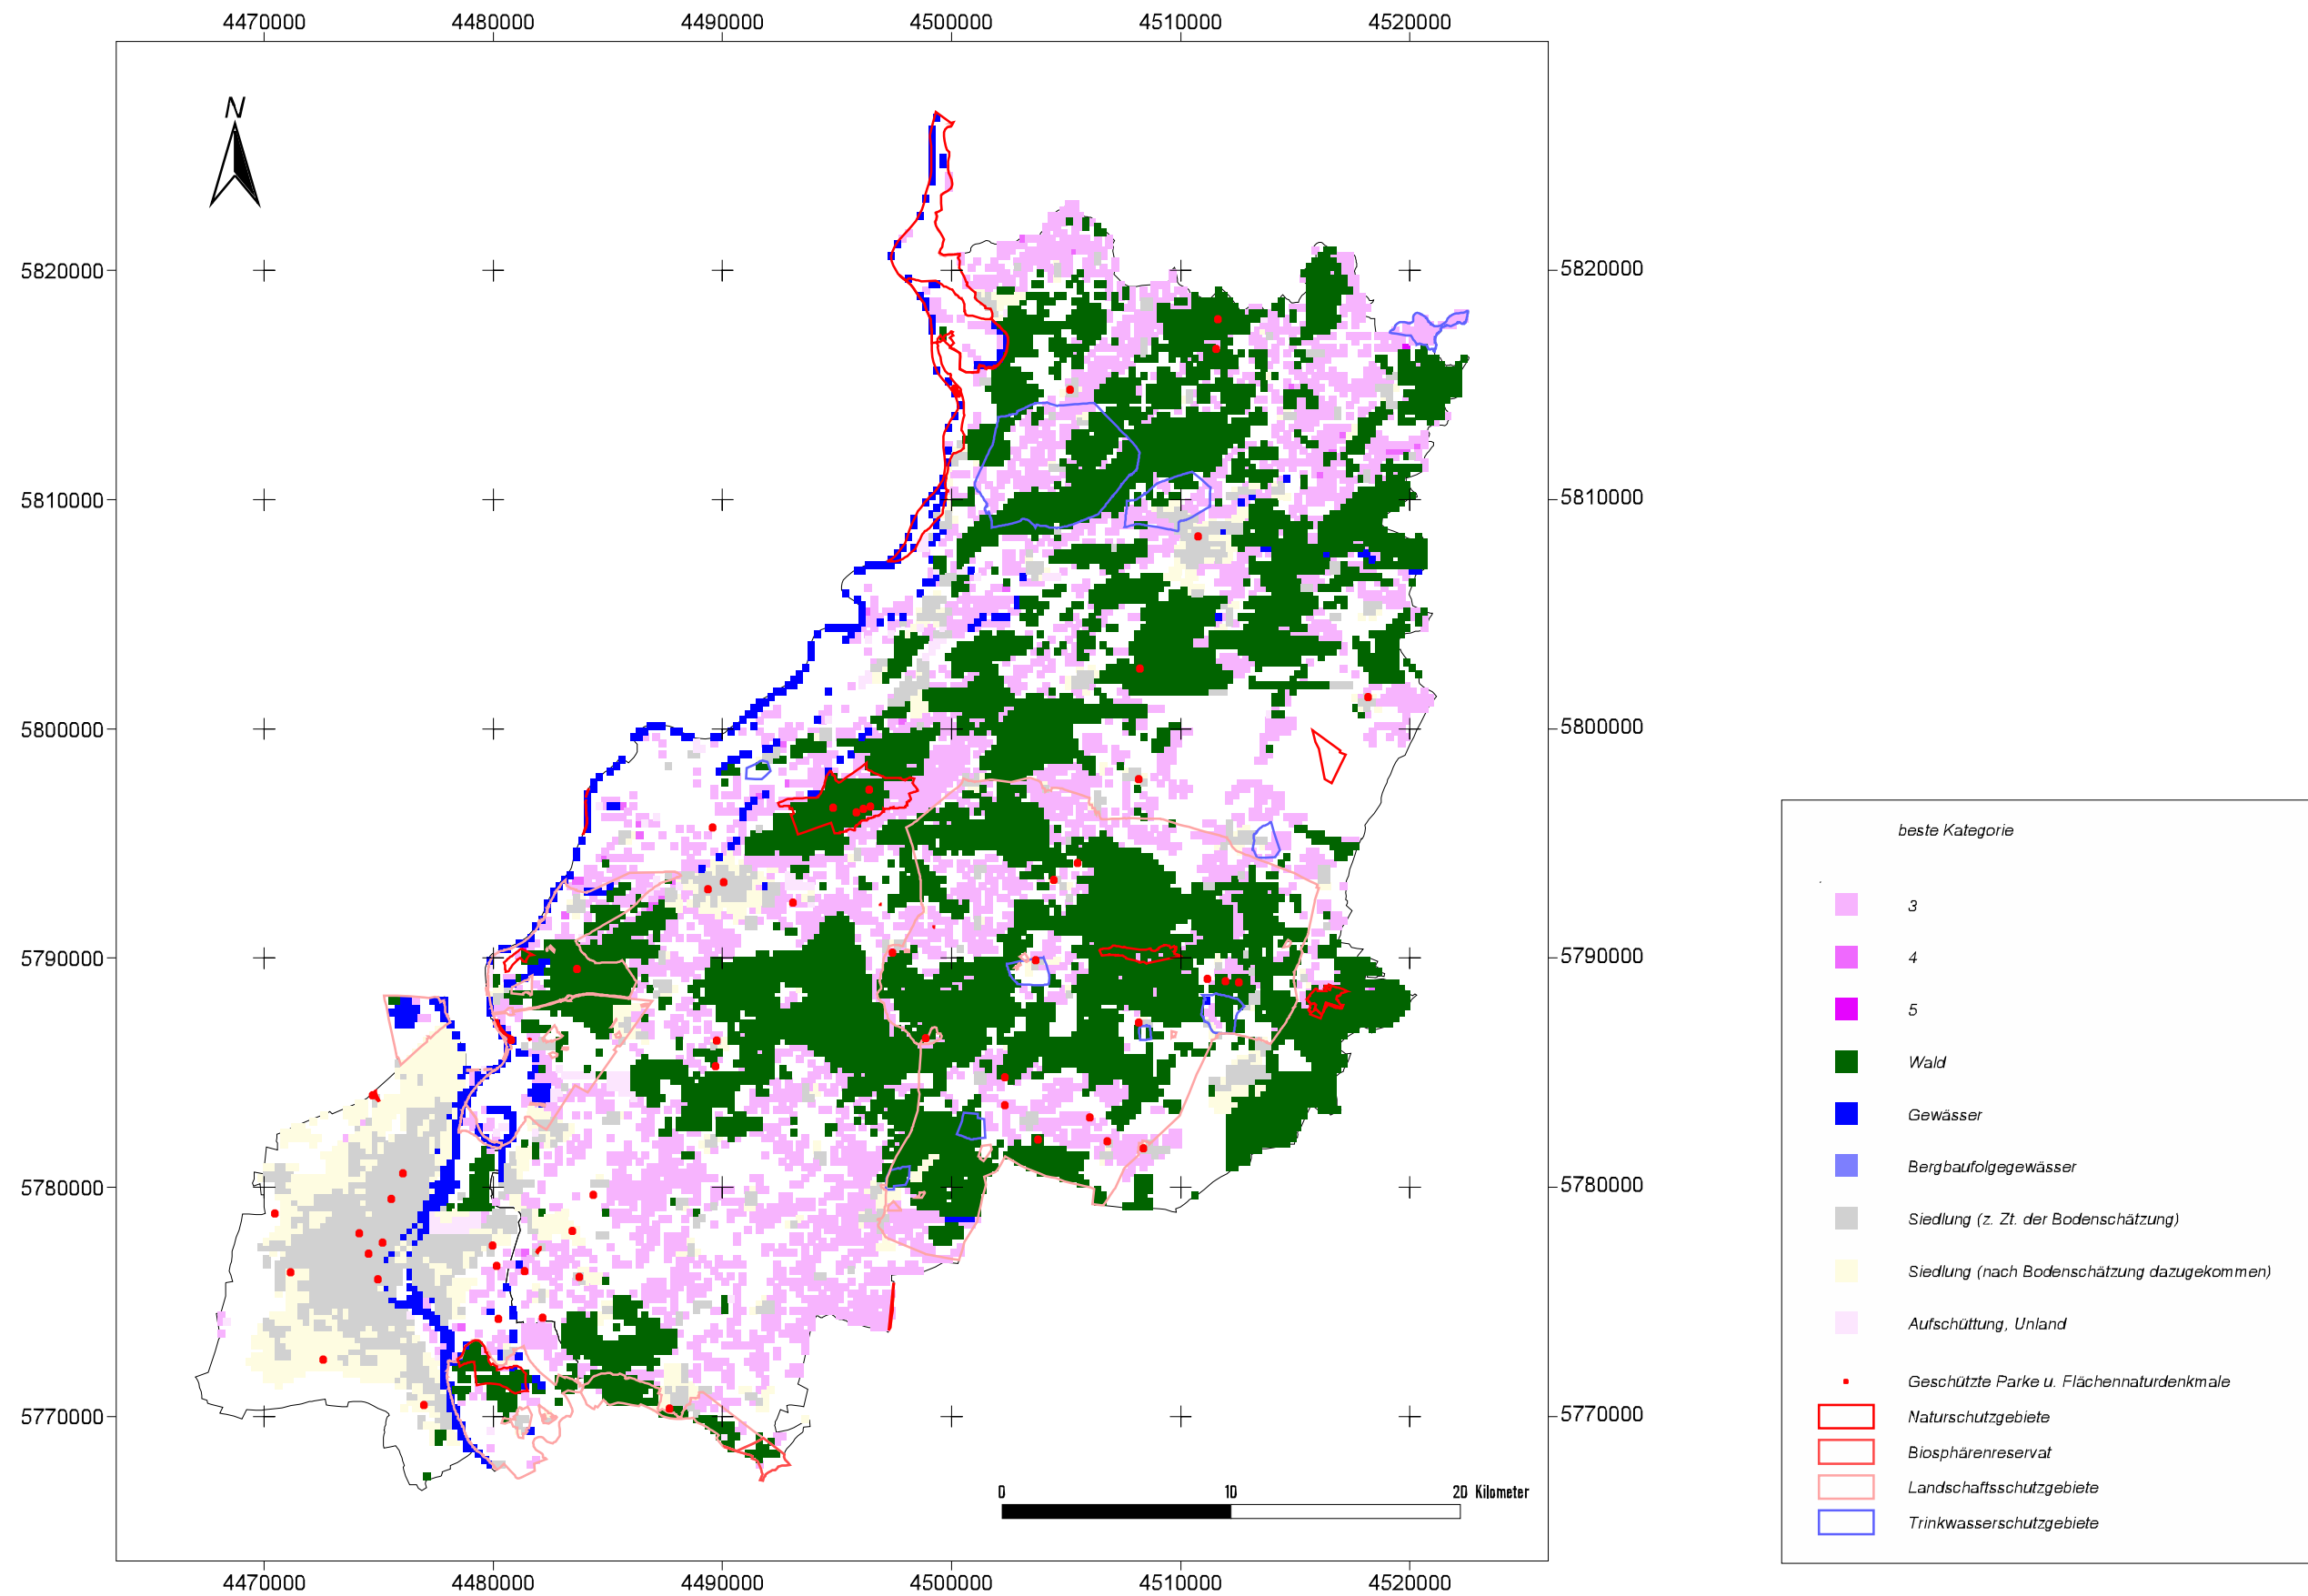 4470000 4480000 4490000 4500000 4510000 4520000
N
5820000 5820000
5810000 5810000
5800000 5800000
5790000 5790000
5780000 5780000
5770000 5770000
0 10 20 Kilometer
4470000 4480000 4490000 4500000 4510000 4520000
beste Kategorie
3
4
5
Wald
Gewässer
Bergbaufolgegewässer
Siedlung (z. Zt. der Bodenschätzung)
Siedlung (nach Bodenschätzung dazugekommen)
Aufschüttung, Unland
Geschützte Parke u. Flächennaturdenkmale
Naturschutzgebiete
Biosphärenreservat
Landschaftsschutzgebiete
Trinkwasserschutzgebiete